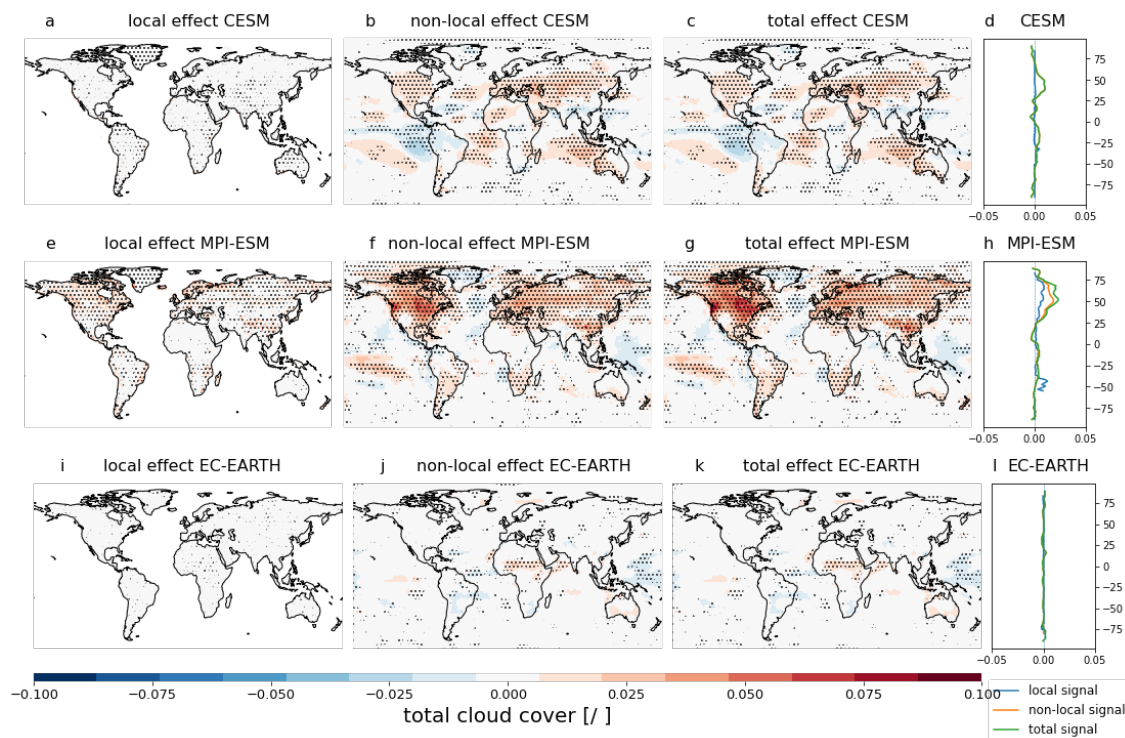 a local effect CESM b non-local effect CESM c total effect CESM d CESM
75
50
25
0
−25
−50
−75
−0.05 0.00 0.05
e local effect MPI-ESM f non-local effect MPI-ESM g total effect MPI-ESM h MPI-ESM
75
50
25
0
−25
−50
−75
−0.05 0.00 0.05
i local effect EC-EARTH j non-local effect EC-EARTH k total effect EC-EARTH l EC-EARTH
75
50
25
0
−25
−50
−75
−0.05 0.00 0.05
−0.100 −0.075 −0.050 −0.025 0.000 0.025 0.050 0.075 0.100
total cloud cover [/ ]
local signal
non-local signal
total signal